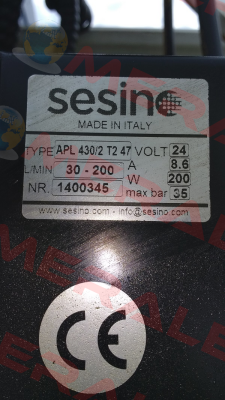 sesino
MADE IN ITALY
TYPE APL 430/2 T2 47 VOLT 24
A 8.6
L/MIN 30 - 200 W 200
NR. 1400345 max bar 35
www.sesino.com - info@sesino.com
CE